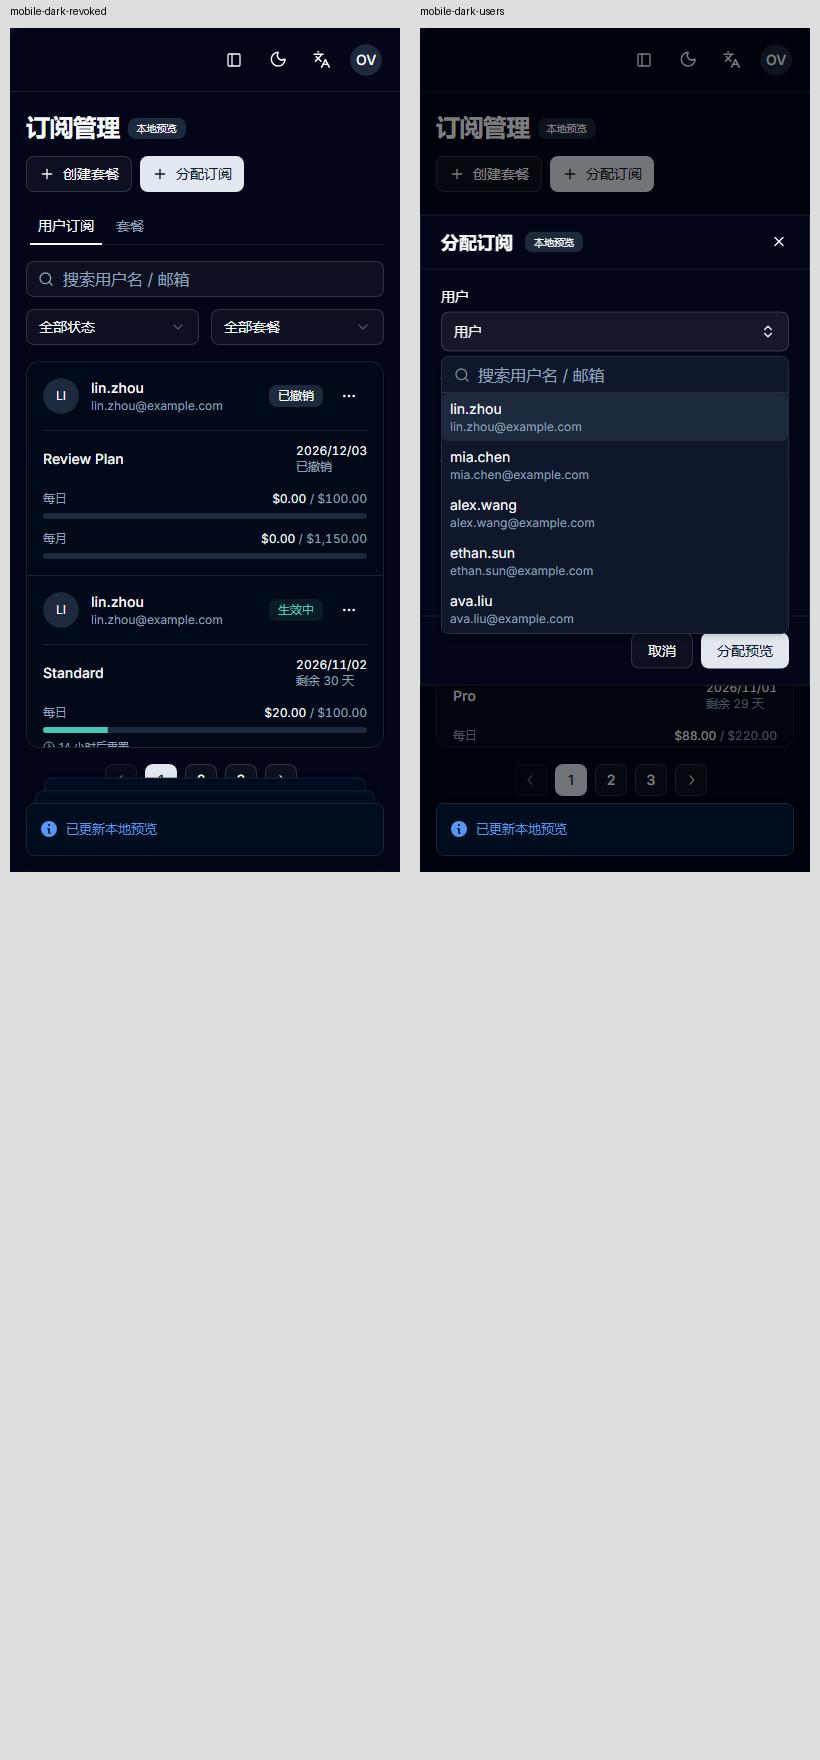 mobile-dark-revoked
OV
订阅管理 本地预览
创建套餐 分配订阅
用户订阅 套餐
搜索用户名 / 邮箱
全部状态 全部套餐
LI lin.zhou 已撤销
lin.zhou@example.com
Review Plan 2026/12/03
已撤销
每日 $0.00 / $100.00
每月 $0.00 / $1,150.00
LI lin.zhou 生效中
lin.zhou@example.com
Standard 2026/11/02
剩余 30 天
每日 $20.00 / $100.00
14 小时后重置
1 2 3
已更新本地预览
mobile-dark-users
OV
订阅管理 本地预览
创建套餐 分配订阅
分配订阅 本地预览
用户
用户
搜索用户名 / 邮箱
lin.zhou
lin.zhou@example.com
mia.chen
mia.chen@example.com
alex.wang
alex.wang@example.com
ethan.sun
ethan.sun@example.com
ava.liu
ava.liu@example.com
取消 分配预览
Pro 2026/11/01
剩余 29 天
每日 $88.00 / $220.00
1 2 3
已更新本地预览